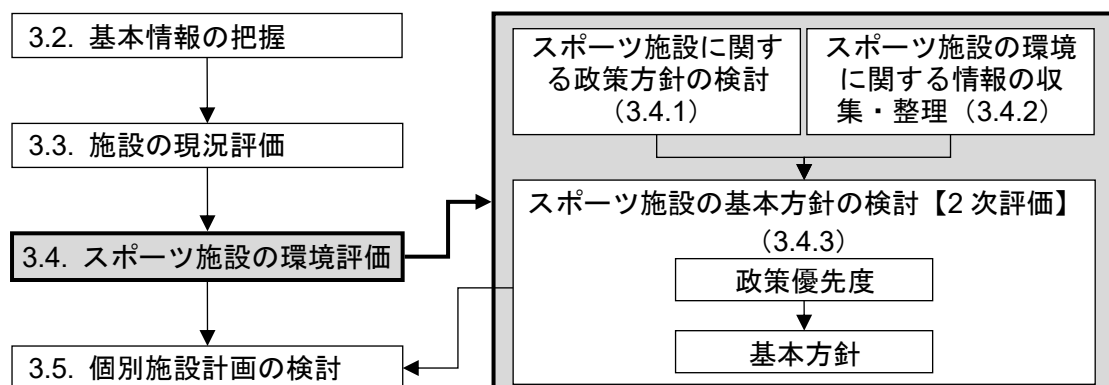 3.2. 基本情報の把握
3.3. 施設の現況評価
3.4. スポーツ施設の環境評価
3.5. 個別施設計画の検討
スポーツ施設に関す
る政策方針の検討
（3.4.1）
スポーツ施設の環境
に関する情報の収
集・整理（3.4.2）
スポーツ施設の基本方針の検討【2 次評価】
（3.4.3）
政策優先度
基本方針